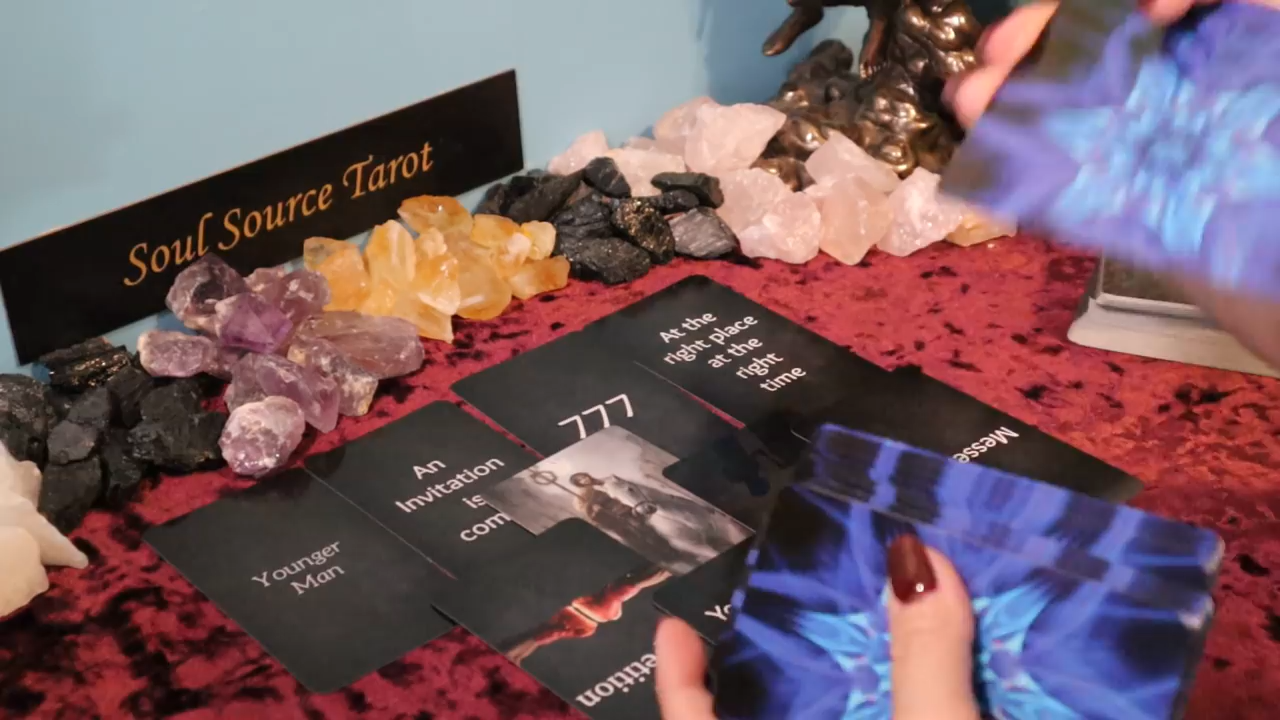 Soul Source Tarot
At the
right place
at the
right
time
777
An
Invitation
is
Younger
Man